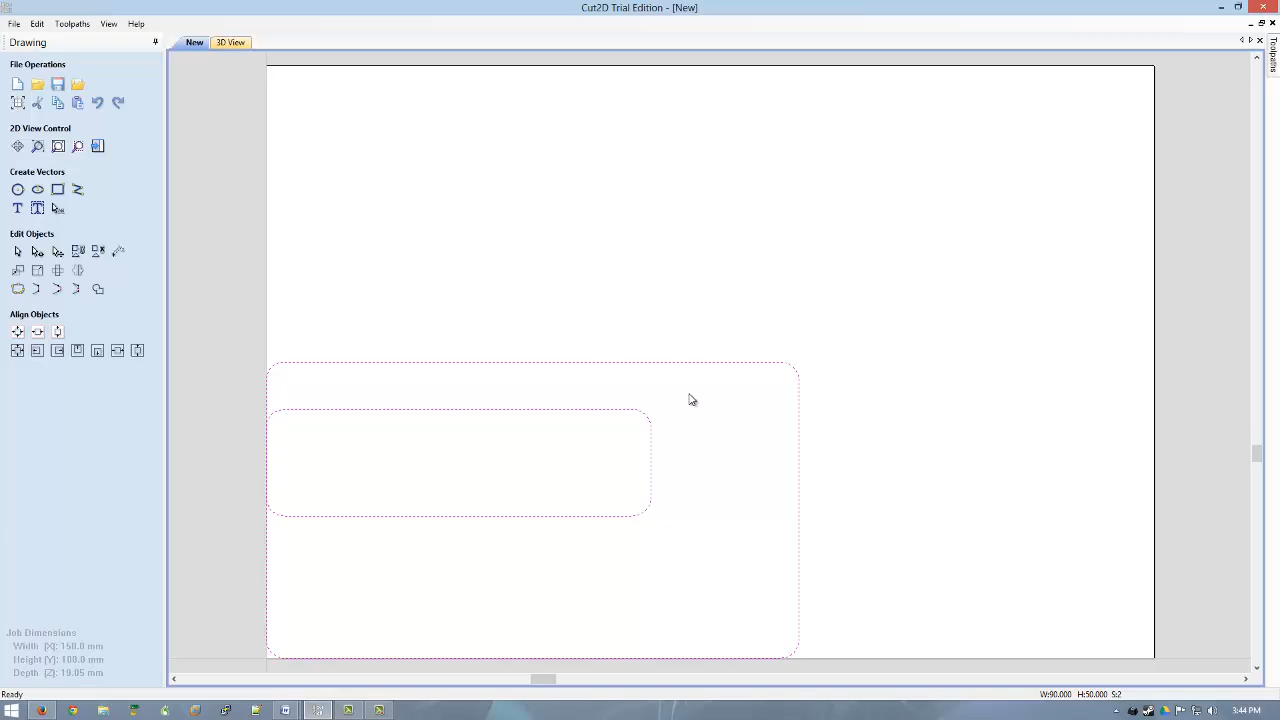 Cut2D Trial Edition - [New]
File Edit Toolpaths View Help
Drawing
New 3D View
Toolpaths
File Operations
2D View Control
Create Vectors
Edit Objects
Align Objects
Job Dimensions
Width (X): 150.0 mm
Height (Y): 100.0 mm
Depth (Z): 19.05 mm
Ready
W:90.000 H:50.000 S:2
3:44 PM